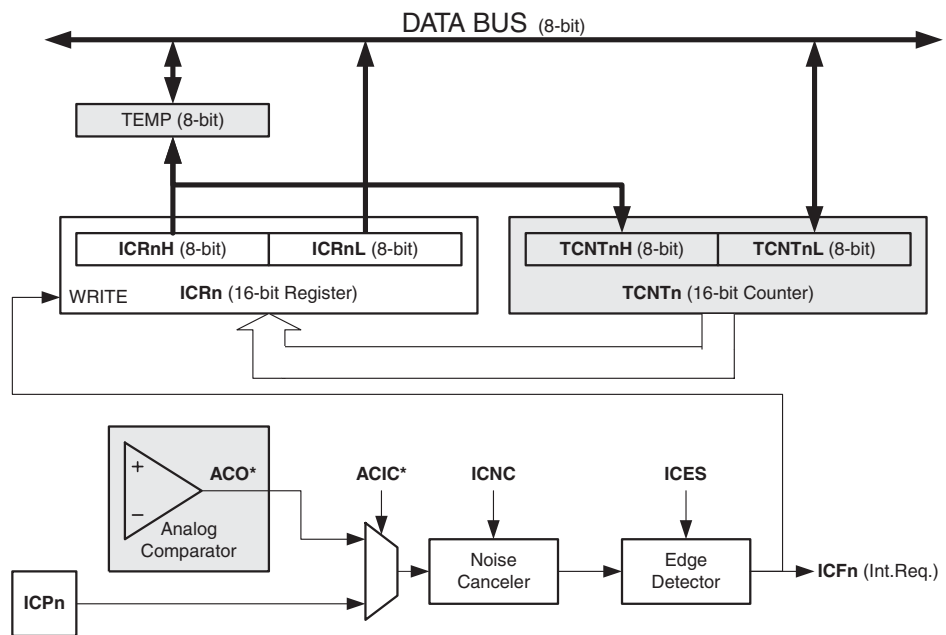 DATA BUS (8-bit)
TEMP (8-bit)
ICRnH (8-bit)
ICRnL (8-bit)
TCNTnH (8-bit)
TCNTnL (8-bit)
WRITE
ICRn (16-bit Register)
TCNTn (16-bit Counter)
+
−
ACO*
Analog
Comparator
ACIC*
ICNC
ICES
Noise
Canceler
Edge
Detector
ICFn (Int.Req.)
ICPn